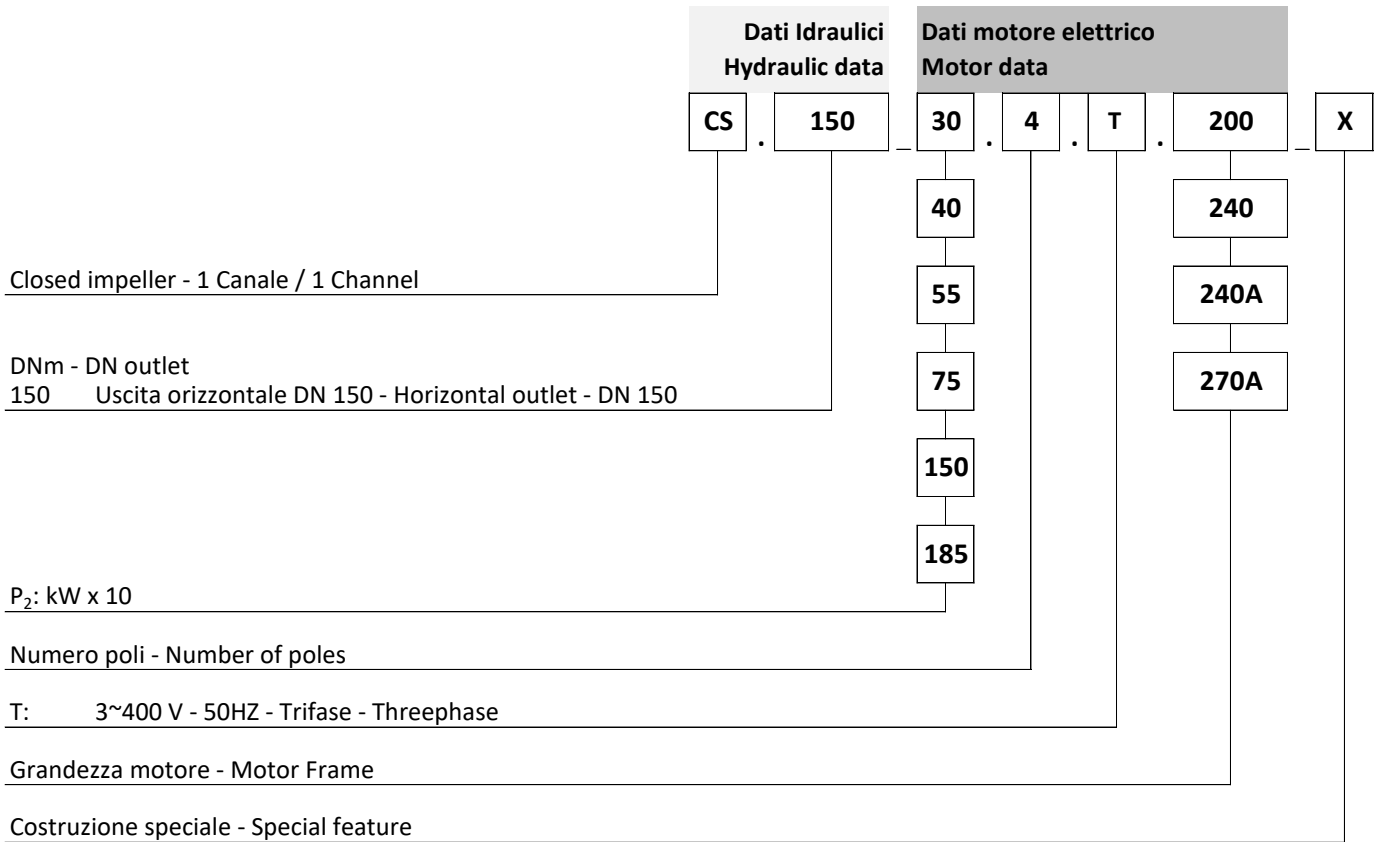 Dati Idraulici Dati motore elettrico
Hydraulic data Motor data
CS . 150 _ 30 . 4 . T . 200 _ X
40 240
Closed impeller - 1 Canale / 1 Channel
55 240A
DNm - DN outlet
75 270A
150 Uscita orizzontale DN 150 - Horizontal outlet - DN 150
150
185
P₂: kW x 10
Numero poli - Number of poles
T: 3~400 V - 50HZ - Trifase - Threephase
Grandezza motore - Motor Frame
Costruzione speciale - Special feature